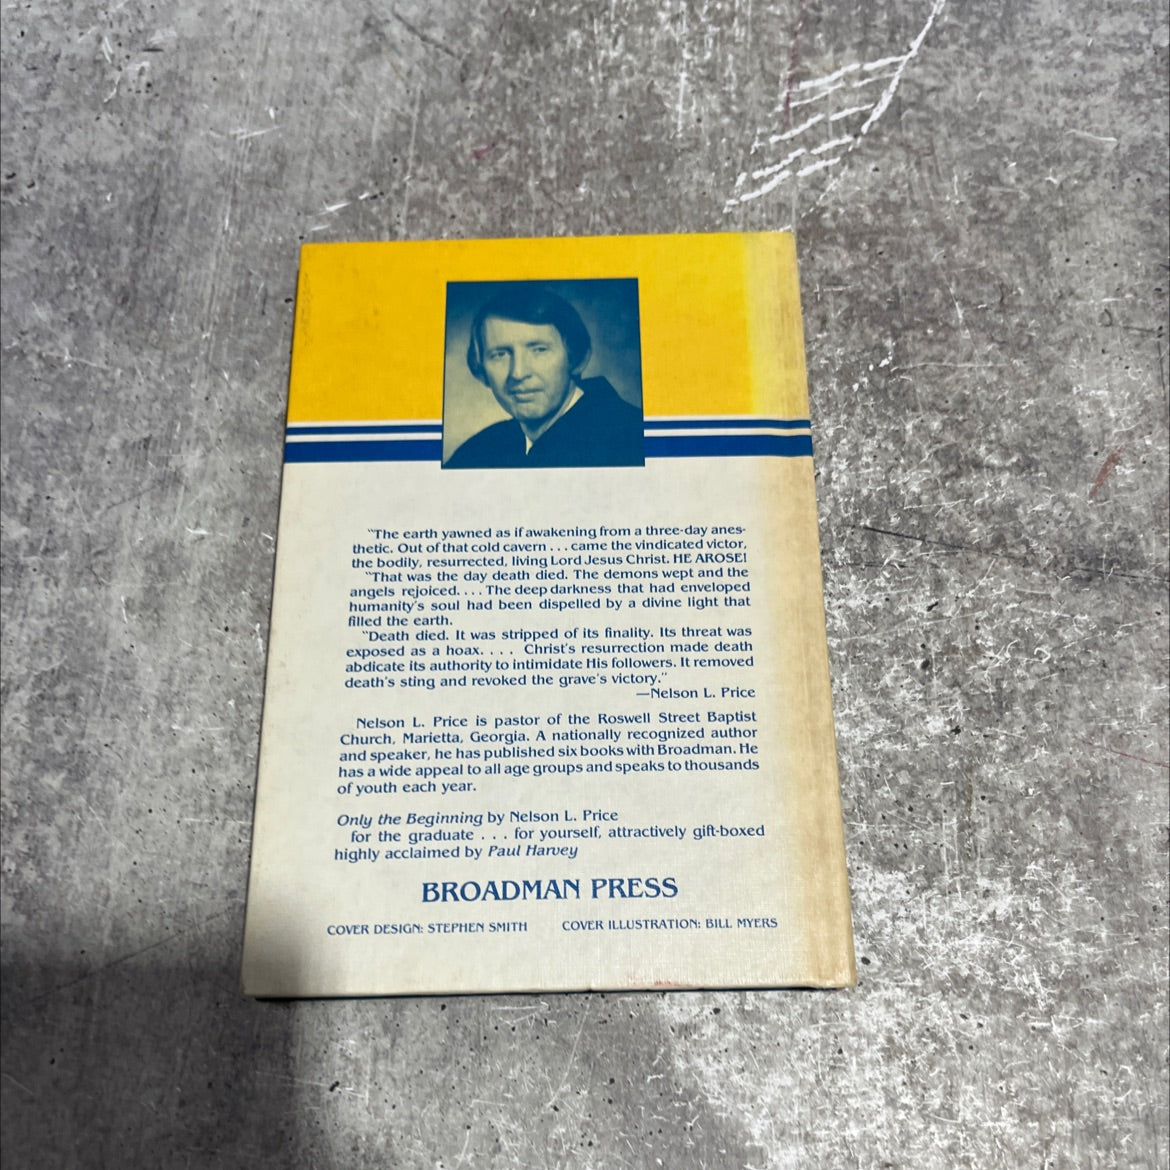 "The earth yawned as if awakening from a three-day anes-
thetic. Out of that cold cavern . . . came the vindicated victor,
the bodily, resurrected, living Lord Jesus Christ. HE AROSE!
"That was the day death died. The demons wept and the
angels rejoiced. . . . The deep darkness that had enveloped
humanity's soul had been dispelled by a divine light that
filled the earth.
"Death died. It was stripped of its finality. Its threat was
exposed as a hoax. . . . Christ's resurrection made death
abdicate its authority to intimidate His followers. It removed
death's sting and revoked the grave's victory."
—Nelson L. Price
Nelson L. Price is pastor of the Roswell Street Baptist
Church, Marietta, Georgia. A nationally recognized author
and speaker, he has published six books with Broadman. He
has a wide appeal to all age groups and speaks to thousands
of youth each year.
Only the Beginning by Nelson L. Price
for the graduate . . . for yourself, attractively gift-boxed
highly acclaimed by Paul Harvey
BROADMAN PRESS
COVER DESIGN: STEPHEN SMITH COVER ILLUSTRATION: BILL MYERS